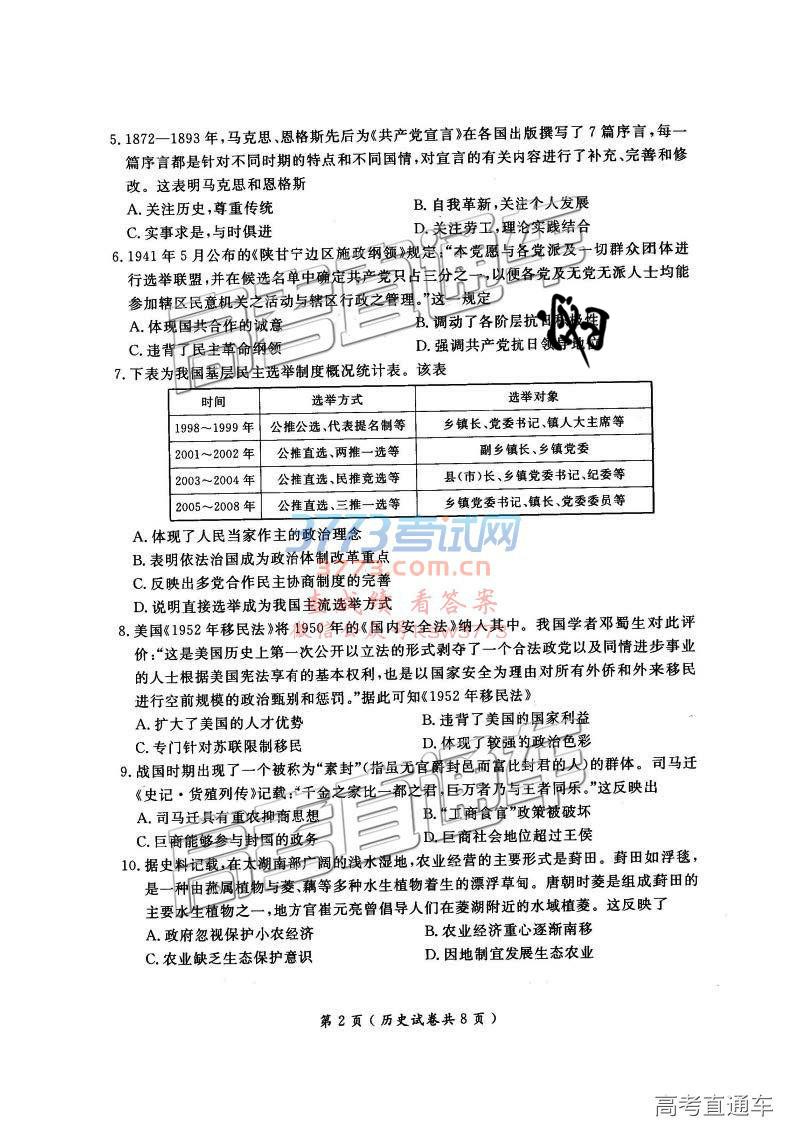 5. 1872—1893 年,马克思、恩格斯先后为《共产党宣言》在各国出版撰写了 7 篇序言,每一
篇序言都是针对不同时期的特点和不同国情,对宣言的有关内容进行了补充、完善和修
改。这表明马克思和恩格斯
A. 关注历史,尊重传统 B. 自我革新,关注个人发展
C. 实事求是,与时俱进 D. 关注劳工,理论实践结合
6. 1941 年 5 月公布的《陕甘宁边区施政纲领》规定:“本党愿与各党派及一切群众团体进
行选举联盟,并在候选名单中确定共产党只占三分之一,以便各党及无党无派人士均能
参加辖区民意机关之活动与辖区行政之管理。”这一规定
A. 体现国共合作的诚意 B. 调动了各阶层抗日积极性
C. 违背了民主革命纲领 D. 强调共产党抗日领导地位
7. 下表为我国基层民主选举制度概况统计表。该表
时间 选举方式 选举对象
1998~1999 年 公推公选、代表提名制等 乡镇长、党委书记、镇人大主席等
2001~2002 年 公推直选、两推一选等 副乡镇长、乡镇党委
2003~2004 年 公推直选、民推竞选等 县(市)长、乡镇党委书记、纪委等
2005~2008 年 公推直选、三推一选等 乡镇党委书记、镇长、党委委员等
A. 体现了人民当家作主的政治理念
B. 表明依法治国成为政治体制改革重点
C. 反映出多党合作民主协商制度的完善
D. 说明直接选举成为我国主流选举方式
3773考试网
3773.com.cn
查成绩 看答案
微信公众号KSW3773
8. 美国《1952 年移民法》将 1950 年的《国内安全法》纳入其中。我国学者邓蜀生对此评
价:“这是美国历史上第一次公开以立法的形式剥夺了一个合法政党以及同情进步事业
的人士根据美国宪法享有的基本权利,也是以国家安全为理由对所有外侨和外来移民
进行空前规模的政治甄别和惩罚。”据此可知《1952 年移民法》
A. 扩大了美国的人才优势 B. 违背了美国的国家利益
C. 专门针对苏联限制移民 D. 体现了较强的政治色彩
9. 战国时期出现了一个被称为“素封”(指虽无官爵封邑而富比封君的人)的群体。司马迁
《史记·货殖列传》记载:“千金之家比一都之君,巨万者乃与王者同乐。”这反映出
A. 司马迁具有重农抑商思想 B. “工商食官”政策被破坏
C. 巨商能够参与封国的政务 D. 巨商社会地位超过王侯
10. 据史料记载,在太湖南部广阔的浅水湿地,农业经营的主要形式是葑田。葑田如浮毯,
是一种由菰属植物与菱、藕等多种水生植物着生的漂浮草甸。唐朝时菱是组成葑田的
主要水生植物之一,地方官崔元亮曾倡导人们在菱湖附近的水域植菱。这反映了
A. 政府忽视保护小农经济 B. 农业经济重心逐渐南移
C. 农业缺乏生态保护意识 D. 因地制宜发展生态农业
第 2 页 ( 历史试卷共 8 页 )
高考直通车
高考直通车
高考直通车